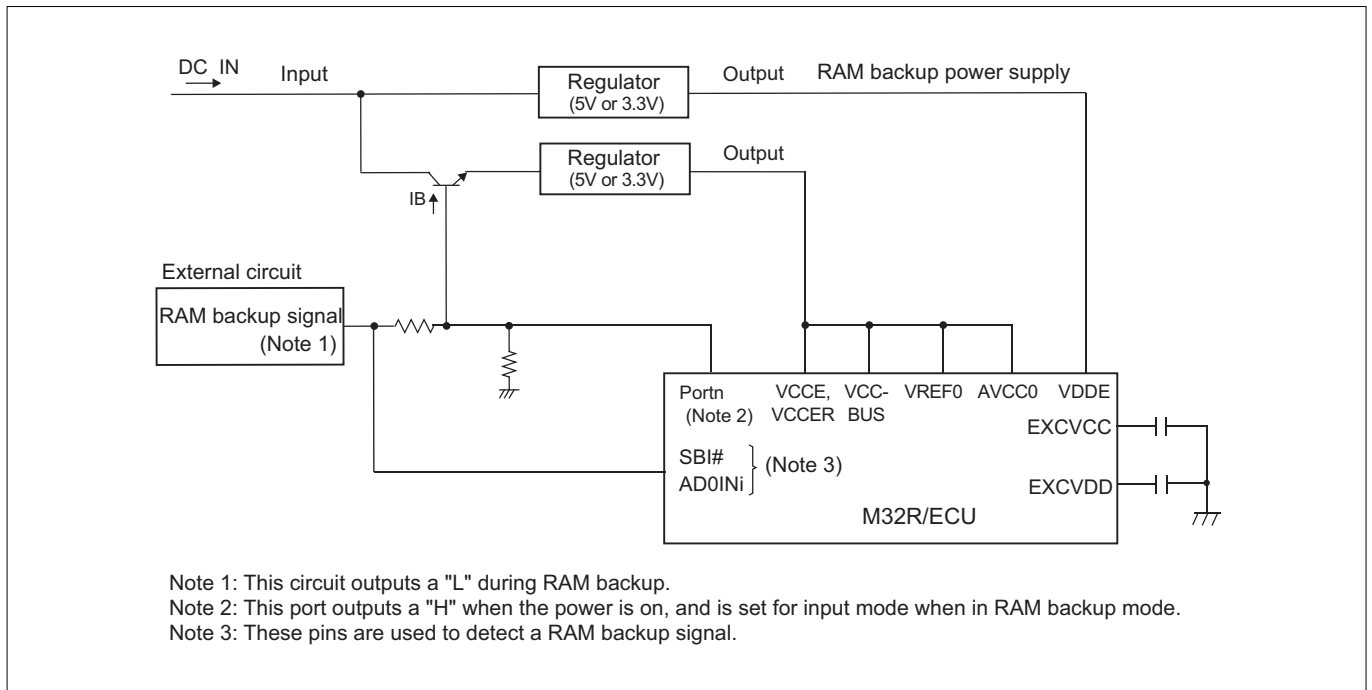 DC IN
Input
Regulator
(5V or 3.3V)
Output
RAM backup power supply
Regulator
(5V or 3.3V)
Output
IB
External circuit
RAM backup signal
(Note 1)
Portn
(Note 2)
VCCE,
VCCER
VCC-
BUS
VREF0
AVCC0
VDDE
EXCVCC
SBI#
AD0INi
(Note 3)
EXCVDD
M32R/ECU
Note 1: This circuit outputs a "L" during RAM backup.
Note 2: This port outputs a "H" when the power is on, and is set for input mode when in RAM backup mode.
Note 3: These pins are used to detect a RAM backup signal.